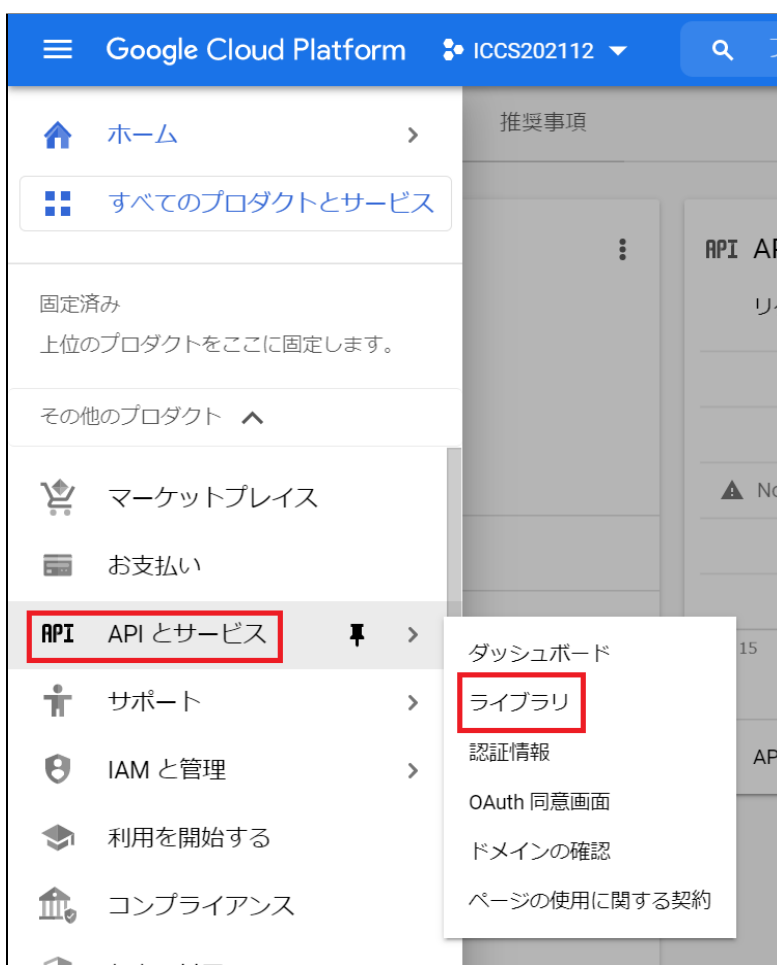 Google Cloud Platform
ICCS202112
ホーム
推奨事項
すべてのプロダクトとサービス
API
固定済み
上位のプロダクトをここに固定します。
その他のプロダクト
マーケットプレイス
お支払い
API API とサービス
ダッシュボード
15
サポート
ライブラリ
認証情報
IAM と管理
OAuth 同意画面
利用を開始する
ドメインの確認
コンプライアンス
ページの使用に関する契約